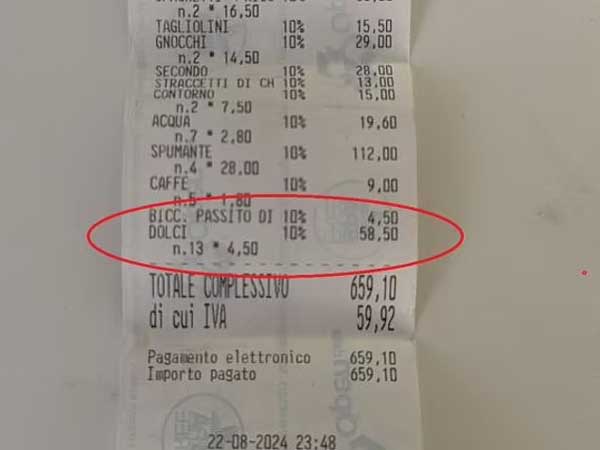 n.2 * 16,50
TAGLIOLINI 10% 15,50
GNOCCHI 10% 29,00
n.2 * 14,50
SECONDO 10% 28,00
STRACCETTI DI CH 10% 13,00
CONTORNO 10% 15,00
n.2 * 7,50
ACQUA 10% 19,60
n.7 * 2,80
SPUMANTE 10% 112,00
n.4 * 28,00
CAFFE 10% 9,00
n.5 * 1,80
BICC. PASSITO DI 10% 4,50
DOLCI 10% 58,50
n.13 * 4,50
TOTALE COMPLESSIVO 659,10
di cui IVA 59,92
Pagamento elettronico 659,10
Importo pagato 659,10
22-08-2024 23:48